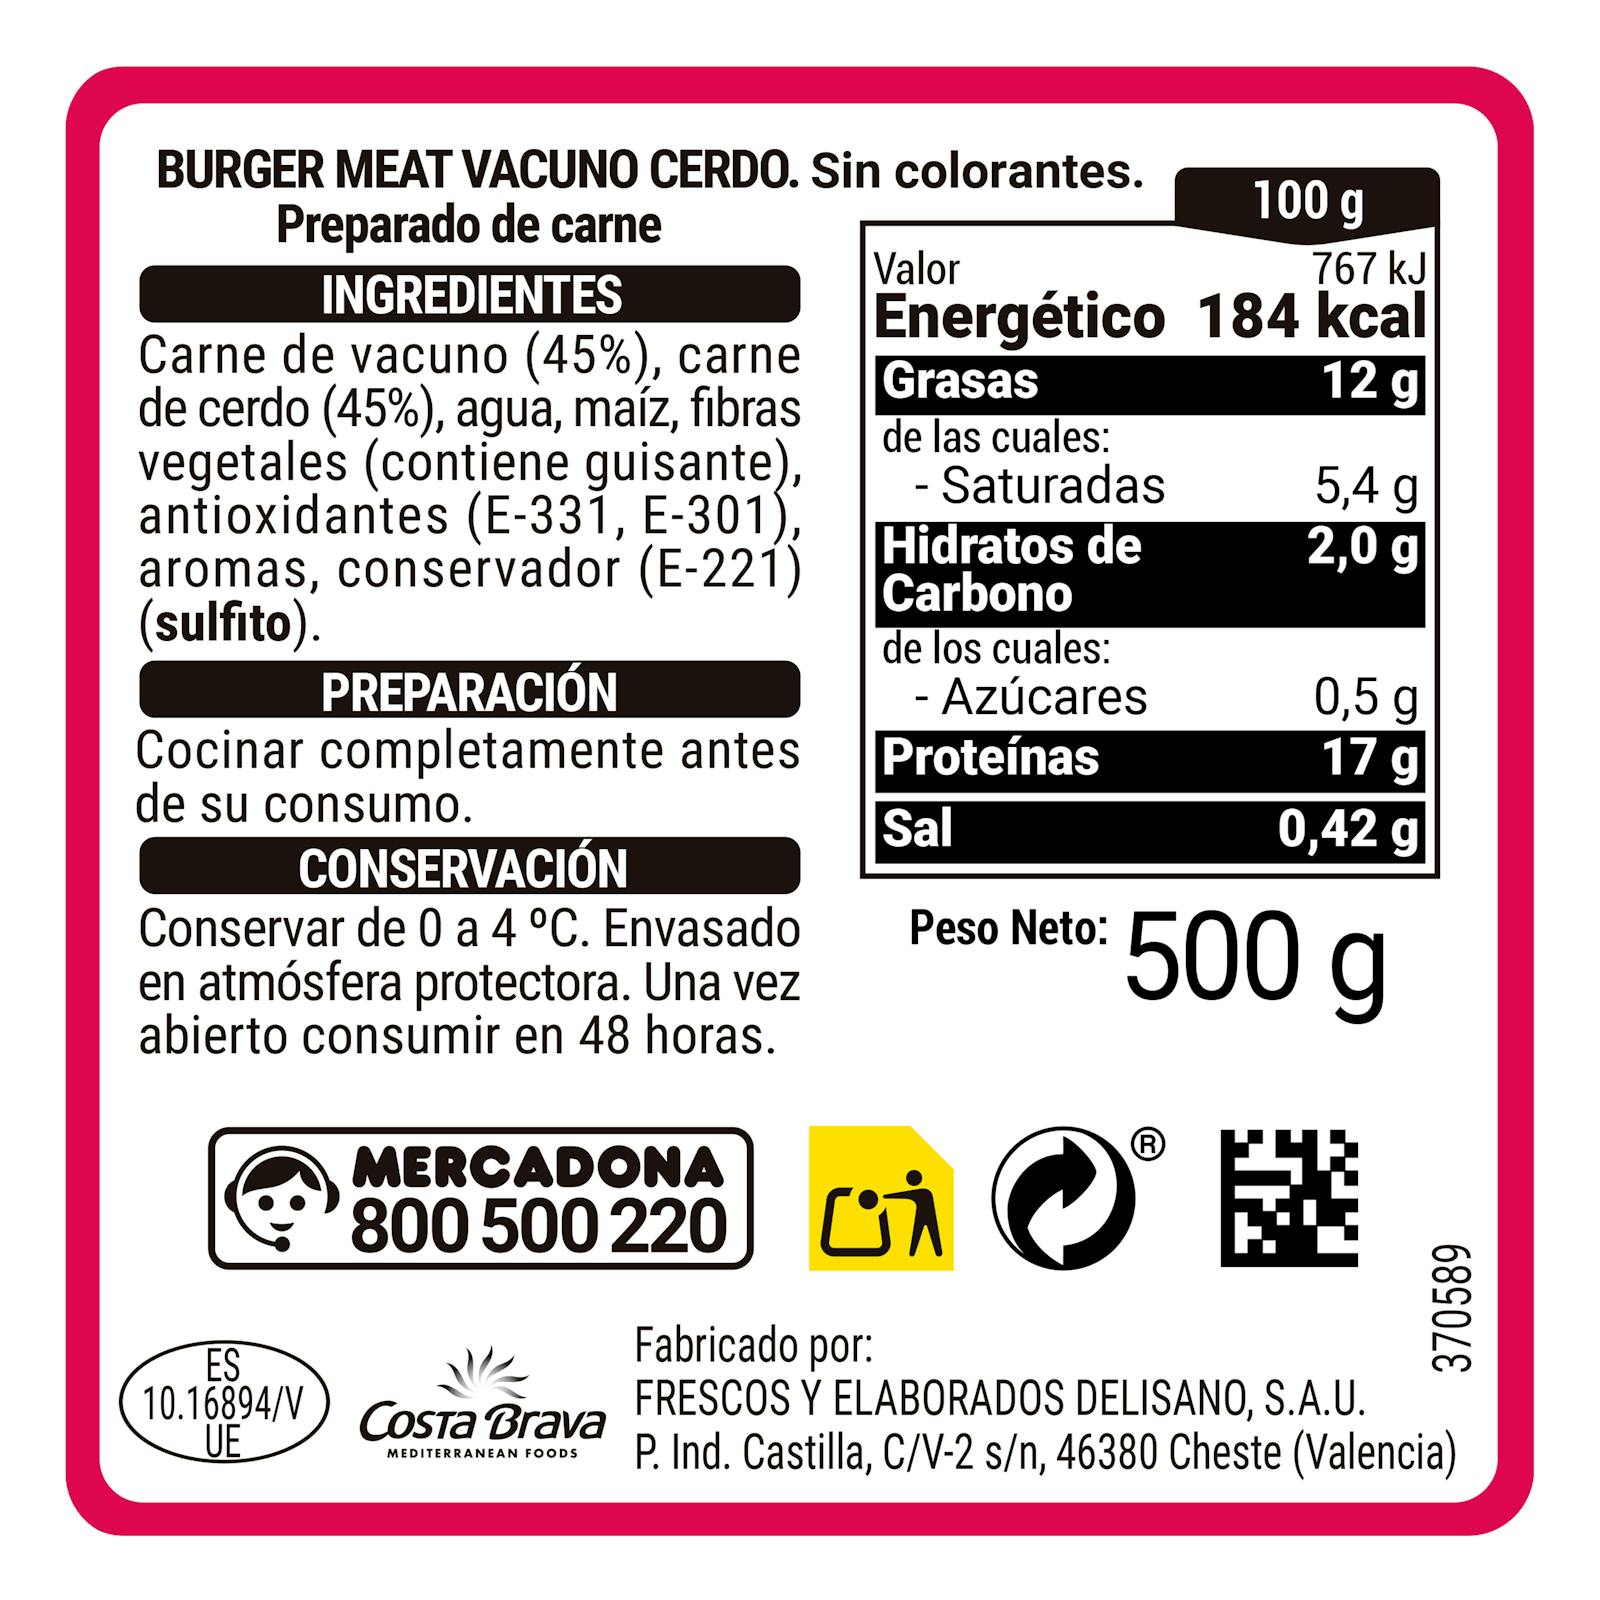 BURGER MEAT VACUNO CERDO. Sin colorantes.
Preparado de carne
INGREDIENTES
Carne de vacuno (45%), carne
de cerdo (45%), agua, maíz, fibras
vegetales (contiene guisante),
antioxidantes (E-331, E-301),
aromas, conservador (E-221)
(sulfito).
PREPARACIÓN
Cocinar completamente antes
de su consumo.
CONSERVACIÓN
Conservar de 0 a 4 ºC. Envasado
en atmósfera protectora. Una vez
abierto consumir en 48 horas.
100 g
Valor 767 kJ
Energético 184 kcal
Grasas 12 g
de las cuales:
- Saturadas 5,4 g
Hidratos de 2,0 g
Carbono
de los cuales:
- Azúcares 0,5 g
Proteínas 17 g
Sal 0,42 g
Peso Neto: 500 g
MERCADONA
800 500 220
®
370589
ES
10.16894/V
UE
Costa Brava
MEDITERRANEAN FOODS
Fabricado por:
FRESCOS Y ELABORADOS DELISANO, S.A.U.
P. Ind. Castilla, C/V-2 s/n, 46380 Cheste (Valencia)